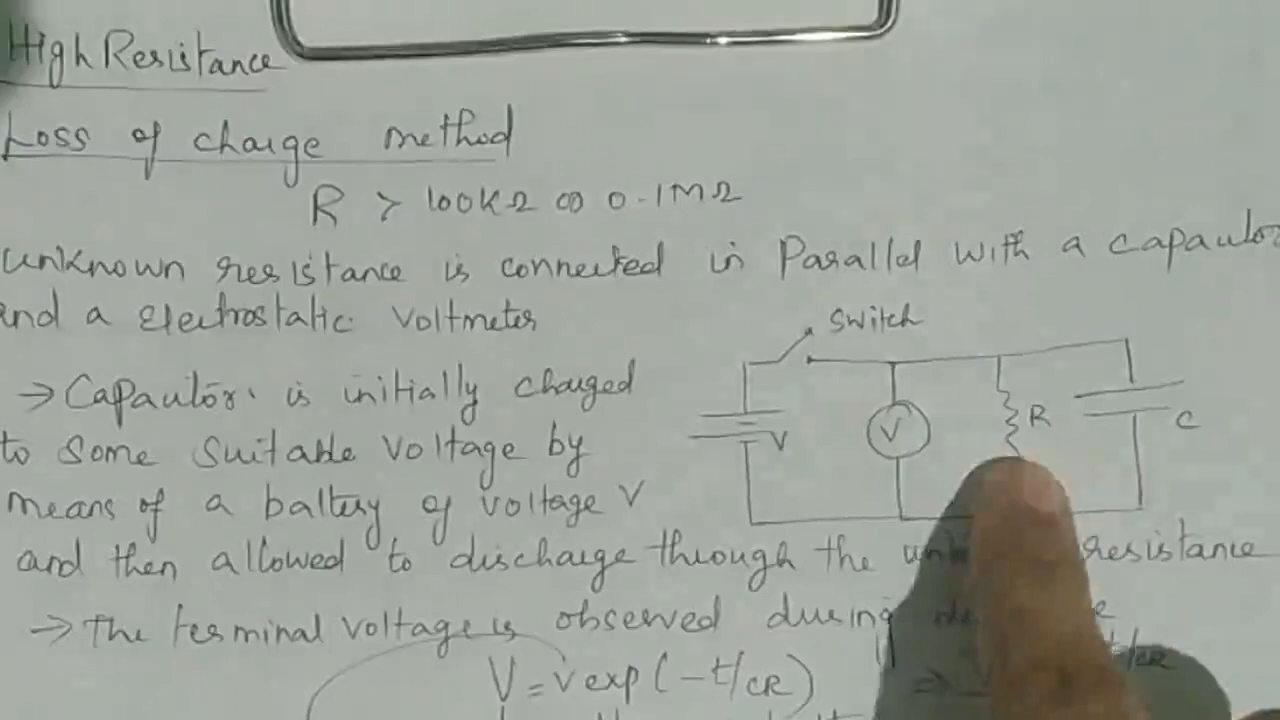 High Resistance
Loss of charge method
R > 100KΩ ∞ 0.1MΩ
unknown resistance is connected in Parallel with a capacitor
and a Electrostatic Voltmeter
→ Capacitor is initially charged
to some suitable voltage by
means of a battery of voltage V
and then allowed to discharge through the resistance
→ The terminal voltage is observed during
V = v exp (-t/CR) ⇒
switch
V
V
R
C